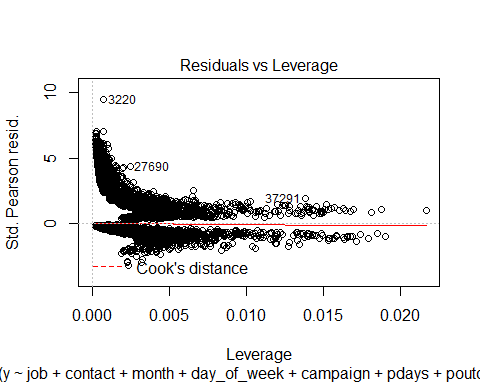 Residuals vs Leverage
Std. Pearson resid.
10
5
0
3220
27690
37291
Cook's distance
0.000 0.005 0.010 0.015 0.020
Leverage
(y ~ job + contact + month + day_of_week + campaign + pdays + poutc